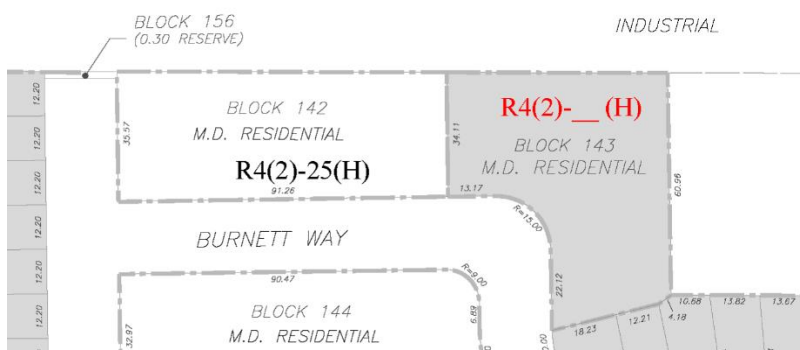 BLOCK 156
(0.30 RESERVE)
INDUSTRIAL
12.20
12.20
12.20
12.20
12.20
12.20
35.57
BLOCK 142
M.D. RESIDENTIAL
R4(2)-25(H)
91.26
34.11
R4(2)-__ (H)
BLOCK 143
M.D. RESIDENTIAL
60.96
13.17
R=15.00
22.12
BURNETT WAY
90.47
R=9.00
6.89
32.97
BLOCK 144
M.D. RESIDENTIAL
18.23
12.21
4.18
10.68
13.82
13.67